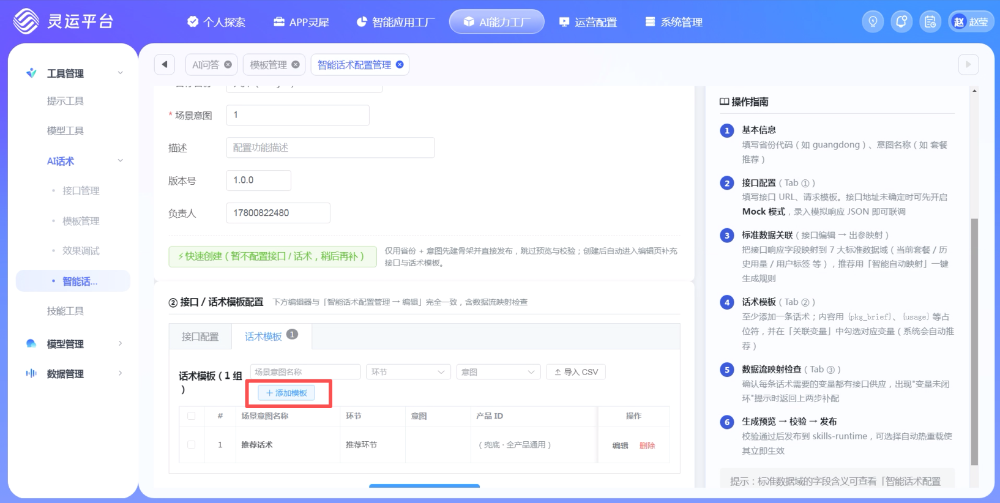 灵运平台
个人探索
APP灵犀
智能应用工厂
AI能力工厂
运营配置
系统管理
赵
赵莹
工具管理
提示工具
模型工具
AI话术
接口管理
模板管理
效果调试
智能话...
技能工具
模型管理
数据管理
AI问答
模板管理
智能话术配置管理
* 场景意图
1
描述
配置功能描述
版本号
1.0.0
负责人
17800822480
⚡快速创建（暂不配置接口 / 话术，稍后再补）
仅用省份 + 意图先建骨架并直接发布，跳过预览与校验；创建后自动进入编辑页补充
接口与话术模板。
② 接口 / 话术模板配置
下方编辑器与「智能话术配置管理 → 编辑」完全一致，含数据流映射检查
接口配置
话术模板 1
话术模板（1 组
）
场景意图名称
环节
意图
导入 CSV
+ 添加模板
# 场景意图名称 环节 意图 产品 ID 操作
1 推荐话术 推荐环节 （兜底 · 全产品通用） 编辑 删除
操作指南
1 基本信息
填写省份代码（如 guangdong）、意图名称（如 套餐
推荐）
2 接口配置（Tab ①）
填写接口 URL、请求模板。接口地址未确定时可先开启
Mock 模式，录入模拟响应 JSON 即可联调
3 标准数据关联（接口编辑 → 出参映射）
把接口响应字段映射到 7 大标准数据域（当前套餐 / 历
史用量 / 用户标签 等），推荐用「智能自动映射」一键
生成规则
4 话术模板（Tab ②）
至少添加一条话术；内容用 {pkg_brief}、{usage} 等占
位符，并在「关联变量」中勾选对应变量（系统会自动推
荐）
5 数据流映射检查（Tab ③）
确认每条话术需要的变量都有接口供应，出现"变量未闭
环"提示时返回上两步补配
6 生成预览 → 校验 → 发布
校验通过后发布到 skills-runtime，可选择自动热重载使
其立即生效
提示：标准数据域的字段含义可查看「智能话术配置